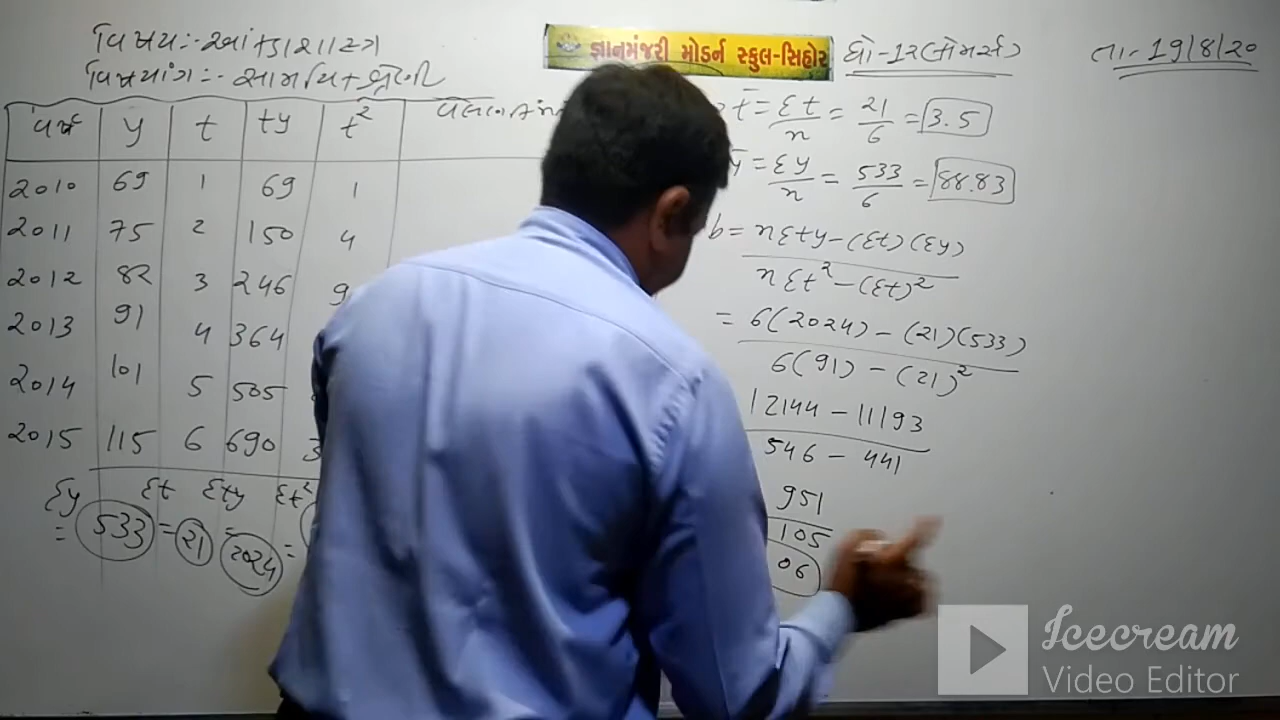 વિષય:- આંકડાશાસ્ત્ર
વિષયાંગ:- સામયિક શ્રેણી
જ્ઞાનમંજરી મોડર્ન સ્કુલ-સિહોર
ધો-12 (કોમર્સ)
તા- 19/8/20
વર્ષ y t ty t²
2010 69 1 69 1
2011 75 2 150 4
2012 82 3 246 9
2013 91 4 364
2014 101 5 505
2015 115 6 690 3
Σy Σt Σty Σt²
= 533 = 21 = 2024 =
t̄ = Σt/n = 21/6 = 3.5
ȳ = Σy/n = 533/6 = 88.83
b = nΣty - (Σt)(Σy)
nΣt² - (Σt)²
= 6(2024) - (21)(533)
6(91) - (21)²
12144 - 11193
546 - 441
951
105
06
Icecream
Video Editor